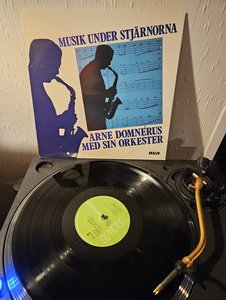 MUSIK UNDER STJÄRNORNA
ARNE DOMNÉRUS
MED SIN ORKESTER
RCA